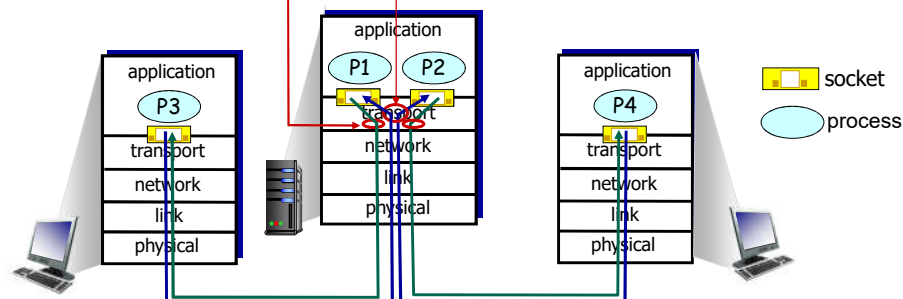 application
P3
transport
network
link
physical
application
P1
P2
transport
network
link
physical
application
P4
transport
network
link
physical
socket
process